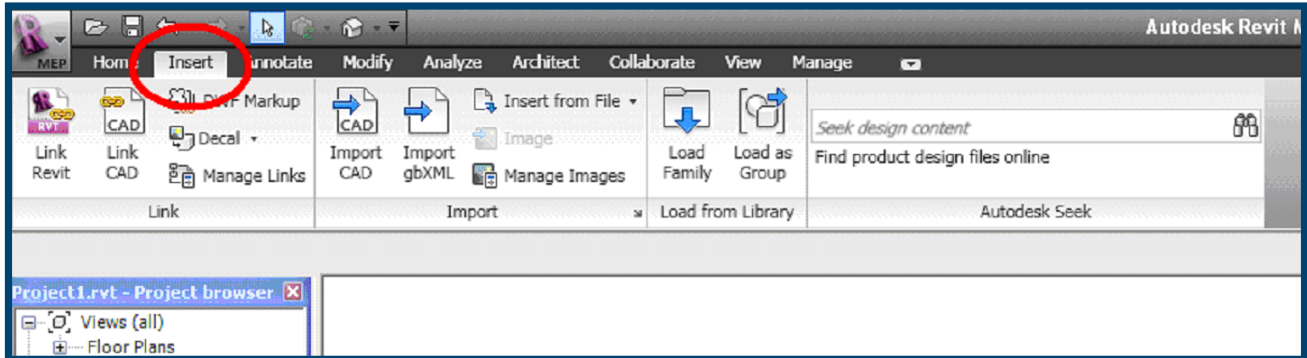 Autodesk Revit
MEP Home Insert Annotate Modify Analyze Architect Collaborate View Manage
RVT Link Revit
CAD Link CAD
DWF Markup
Decal
Manage Links
CAD Import CAD
Import gbXML
Insert from File
Image
Manage Images
Load Family
Load as Group
Seek design content
Find product design files online
Link Import Load from Library Autodesk Seek
Project1.rvt - Project browser
Views (all)
Floor Plans